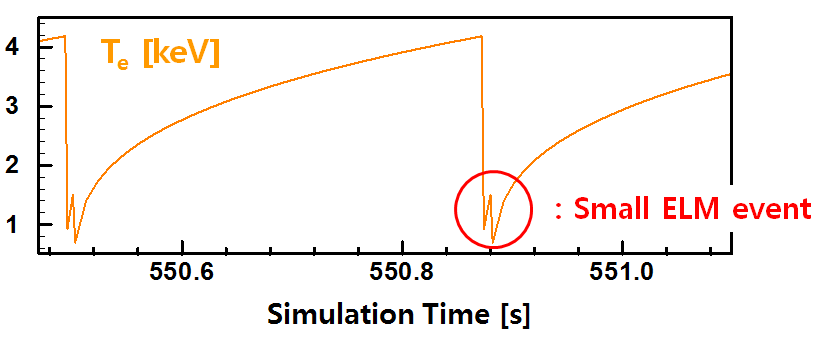 Te [keV]
4
3
2
1
: Small ELM event
550.6 550.8 551.0
Simulation Time [s]